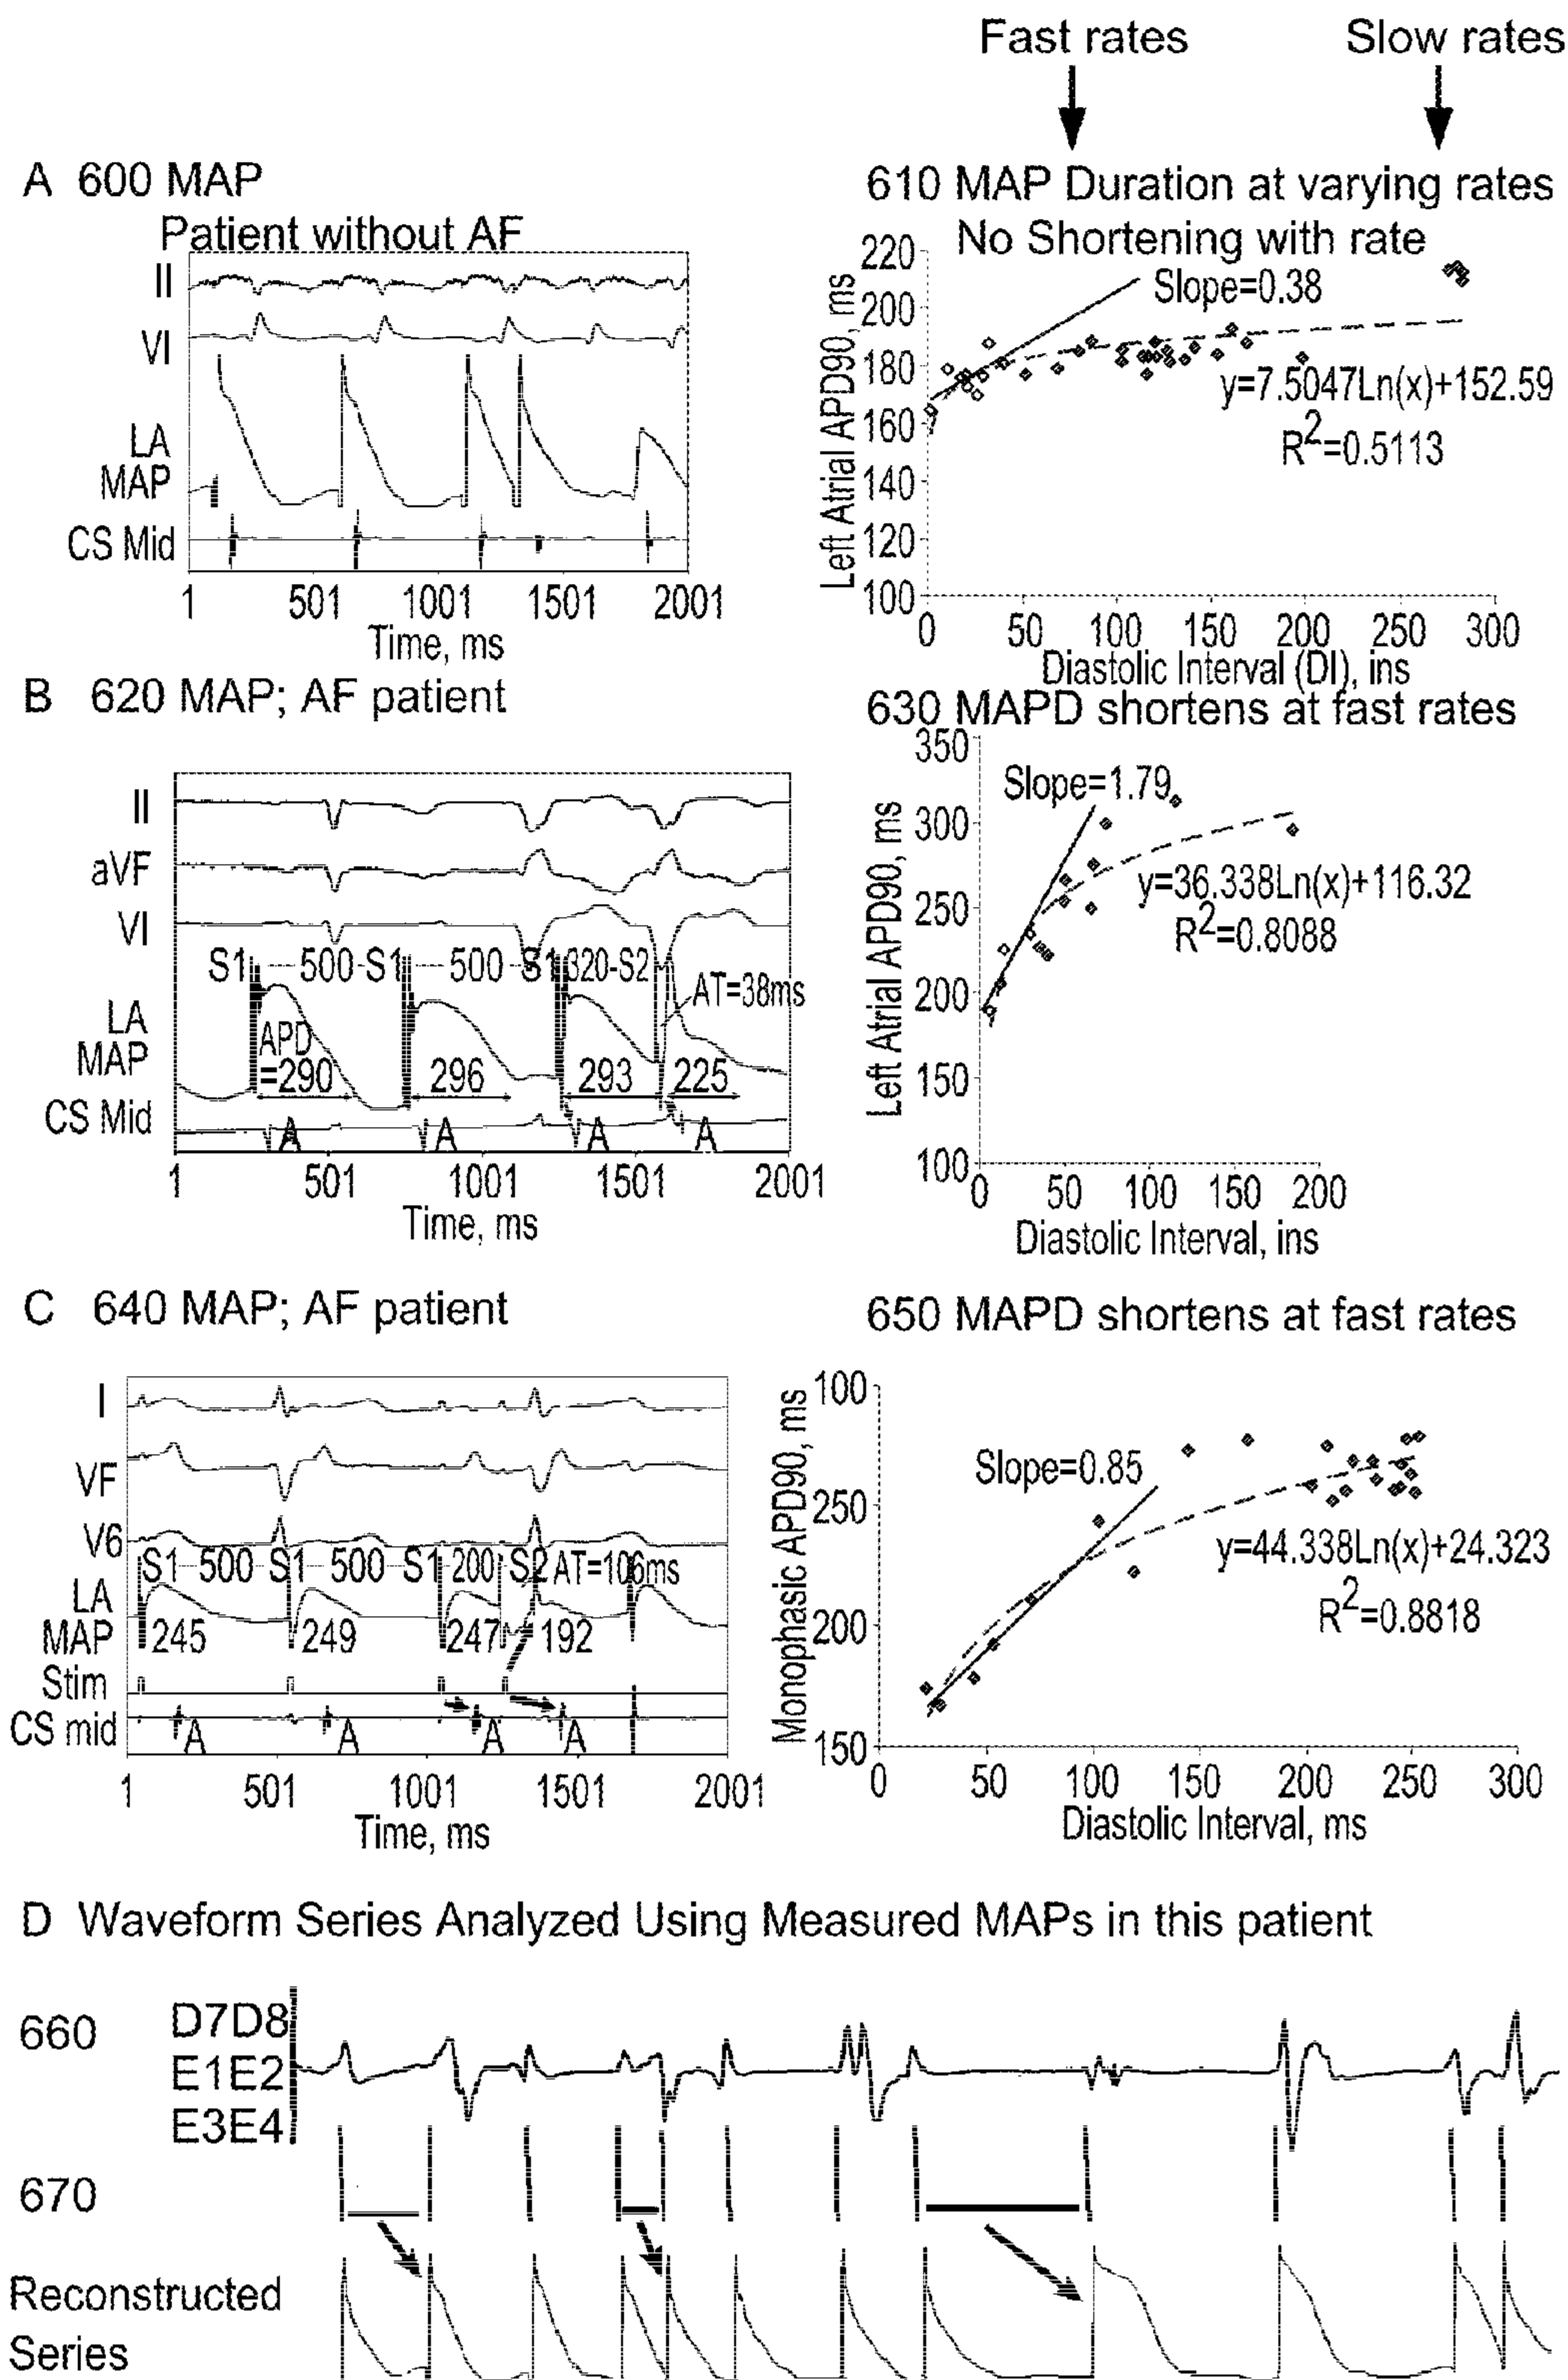 Fast rates Slow rates
A 600 MAP
Patient without AF
II
VI
LA
MAP
CS Mid
1 501 1001 1501 2001
Time, ms
610 MAP Duration at varying rates
No Shortening with rate
Slope=0.38
y=7.5047Ln(x)+152.59
R2=0.5113
Left Atrial APD90, ms
220
200
180
160
140
120
100
0 50 100 150 200 250 300
Diastolic Interval (DI), ins
B 620 MAP; AF patient
II
aVF
VI
S1 500 S1 500 S1 320-S2
AT=38ms
LA
MAP
APD
=290 296 293 225
CS Mid
A A A A
1 501 1001 1501 2001
Time, ms
630 MAPD shortens at fast rates
Slope=1.79
y=36.338Ln(x)+116.32
R2=0.8088
Left Atrial APD90, ms
350
300
250
200
150
100
0 50 100 150 200
Diastolic Interval, ins
C 640 MAP; AF patient
I
VF
V6
S1 500 S1 500 S1 200 S2 AT=106ms
LA
MAP
245 249 247 192
Stim
CS mid
A A A A
1 501 1001 1501 2001
Time, ms
650 MAPD shortens at fast rates
Slope=0.85
y=44.338Ln(x)+24.323
R2=0.8818
Monophasic APD90, ms
100
250
200
150
0 50 100 150 200 250 300
Diastolic Interval, ms
D Waveform Series Analyzed Using Measured MAPs in this patient
660
D7D8
E1E2
E3E4
670
Reconstructed
Series